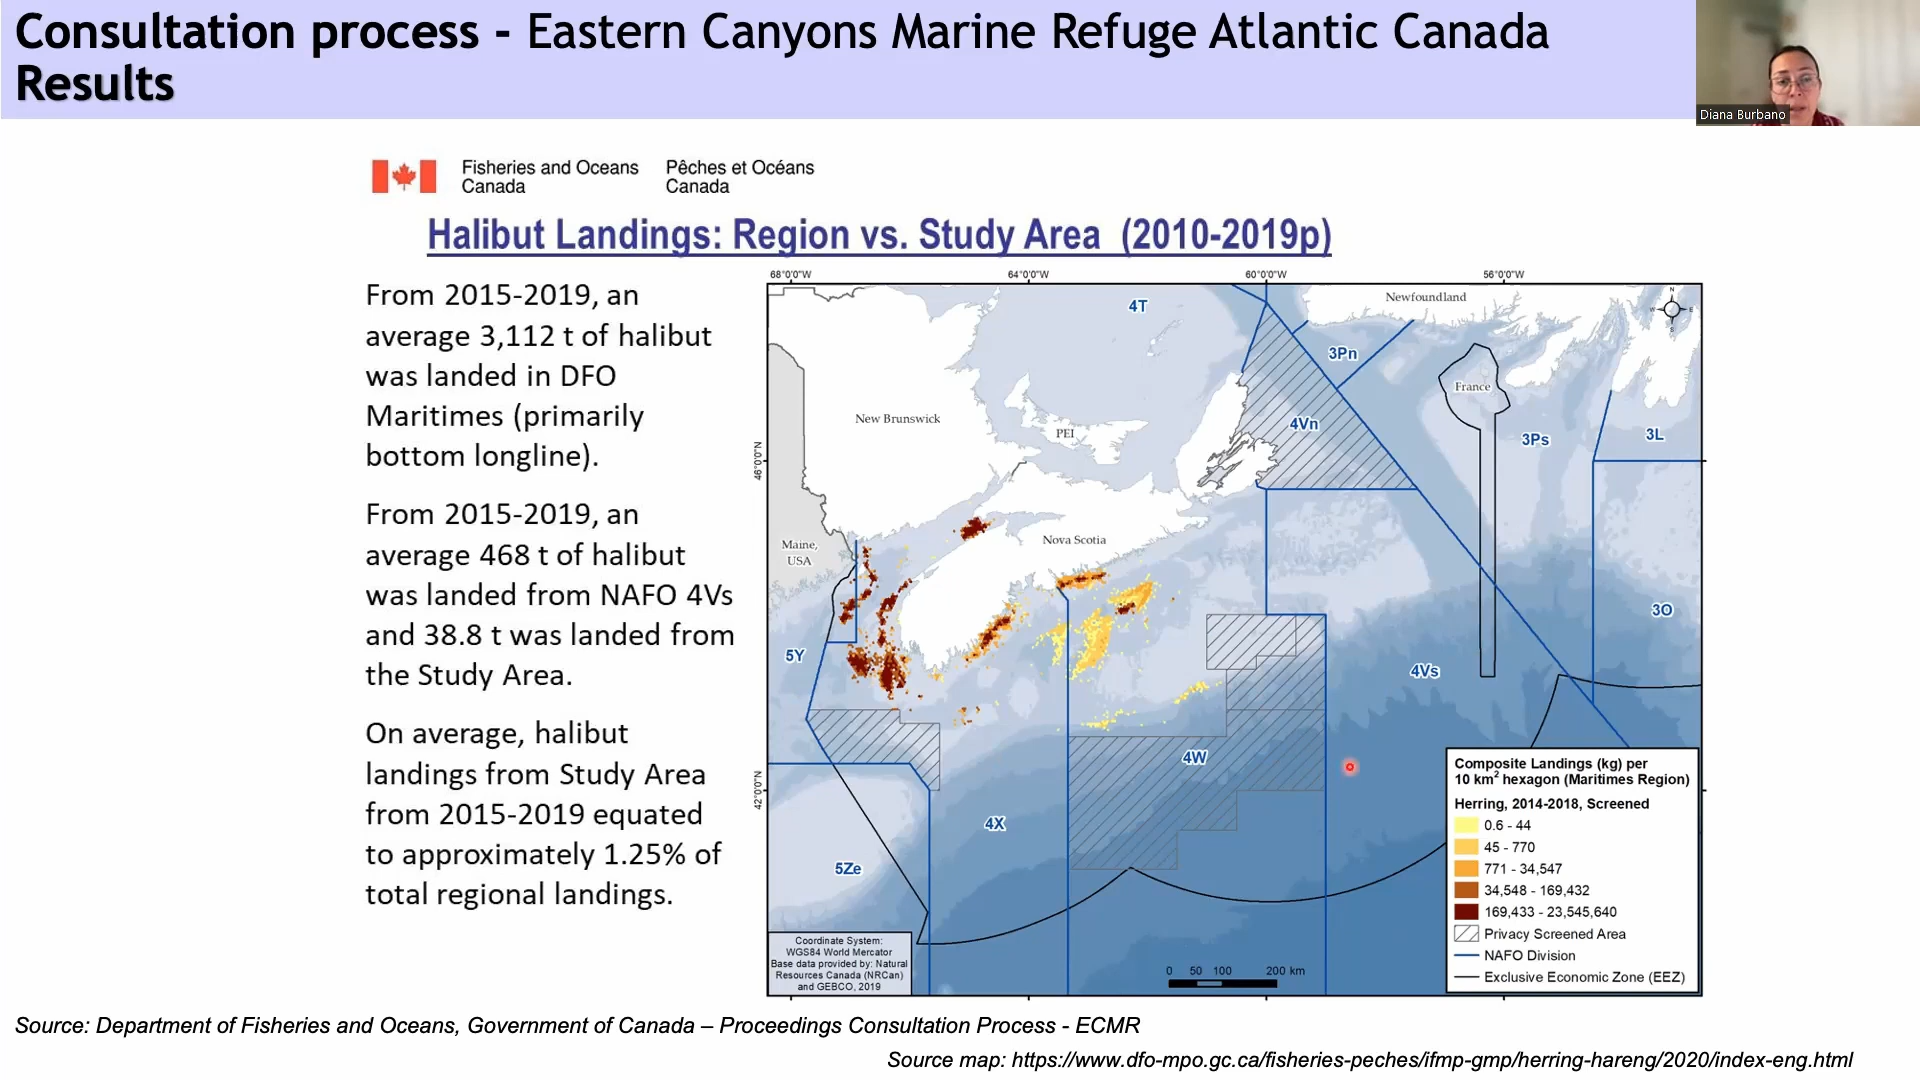 Consultation process - Eastern Canyons Marine Refuge Atlantic Canada
Results
Diana Burbano
Fisheries and Oceans
Canada
Pêches et Océans
Canada
Halibut Landings: Region vs. Study Area (2010-2019p)
From 2015-2019, an
average 3,112 t of halibut
was landed in DFO
Maritimes (primarily
bottom longline).
From 2015-2019, an
average 468 t of halibut
was landed from NAFO 4Vs
and 38.8 t was landed from
the Study Area.
On average, halibut
landings from Study Area
from 2015-2019 equated
to approximately 1.25% of
total regional landings.
68°0'0"W
64°0'0"W
60°0'0"W
56°0'0"W
46°0'0"N
42°0'0"N
4T
Newfoundland
N
W
E
S
3Pn
France
New Brunswick
PEI
4Vn
3Ps
3L
Maine,
USA
Nova Scotia
3O
5Y
4Vs
4W
4X
5Ze
Composite Landings (kg) per
10 km2 hexagon (Maritimes Region)
Herring, 2014-2018, Screened
0.6 - 44
45 - 770
771 - 34,547
34,548 - 169,432
169,433 - 23,545,640
Privacy Screened Area
NAFO Division
Exclusive Economic Zone (EEZ)
Coordinate System:
WGS84 World Mercator
Base data provided by: Natural
Resources Canada (NRCan)
and GEBCO, 2019
0 50 100 200 km
Source: Department of Fisheries and Oceans, Government of Canada – Proceedings Consultation Process - ECMR
Source map: https://www.dfo-mpo.gc.ca/fisheries-peches/ifmp-gmp/herring-hareng/2020/index-eng.html